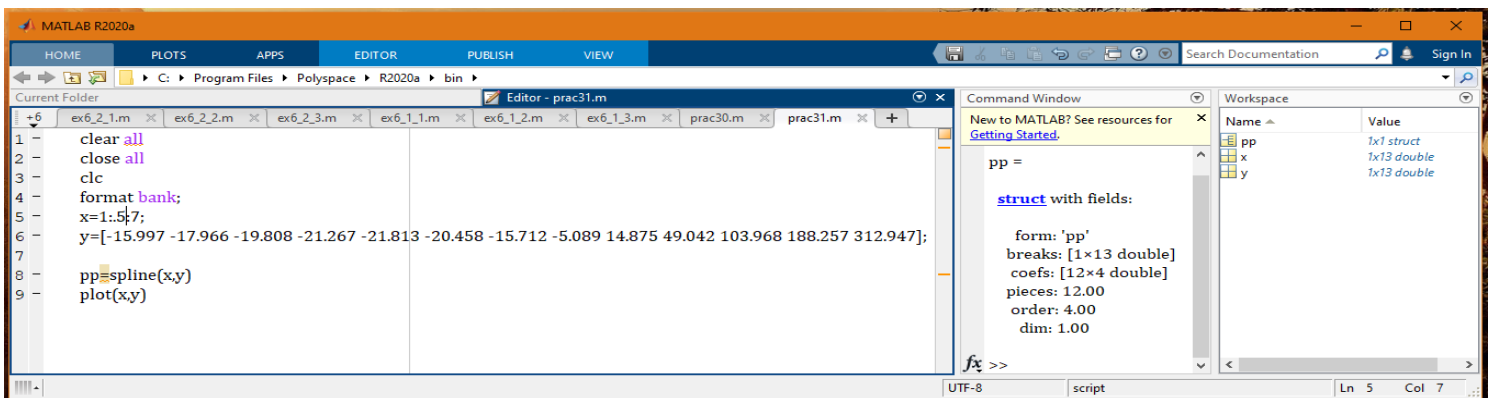 MATLAB R2020a
HOME PLOTS APPS EDITOR PUBLISH VIEW Search Documentation Sign In
C: Program Files Polyspace R2020a bin
Current Folder
Editor - prac31.m
+6 ex6_2_1.m ex6_2_2.m ex6_2_3.m ex6_1_1.m ex6_1_2.m ex6_1_3.m prac30.m prac31.m +
1 - clear all
2 - close all
3 - clc
4 - format bank;
5 - x=1:.5:7;
6 - y=[-15.997 -17.966 -19.808 -21.267 -21.813 -20.458 -15.712 -5.089 14.875 49.042 103.968 188.257 312.947];
7
8 - pp=spline(x,y)
9 - plot(x,y)
Command Window
New to MATLAB? See resources for
Getting Started.
pp =
struct with fields:
form: 'pp'
breaks: [1×13 double]
coefs: [12×4 double]
pieces: 12.00
order: 4.00
dim: 1.00
fx >>
Workspace
Name Value
pp 1x1 struct
x 1x13 double
y 1x13 double
UTF-8 script Ln 5 Col 7